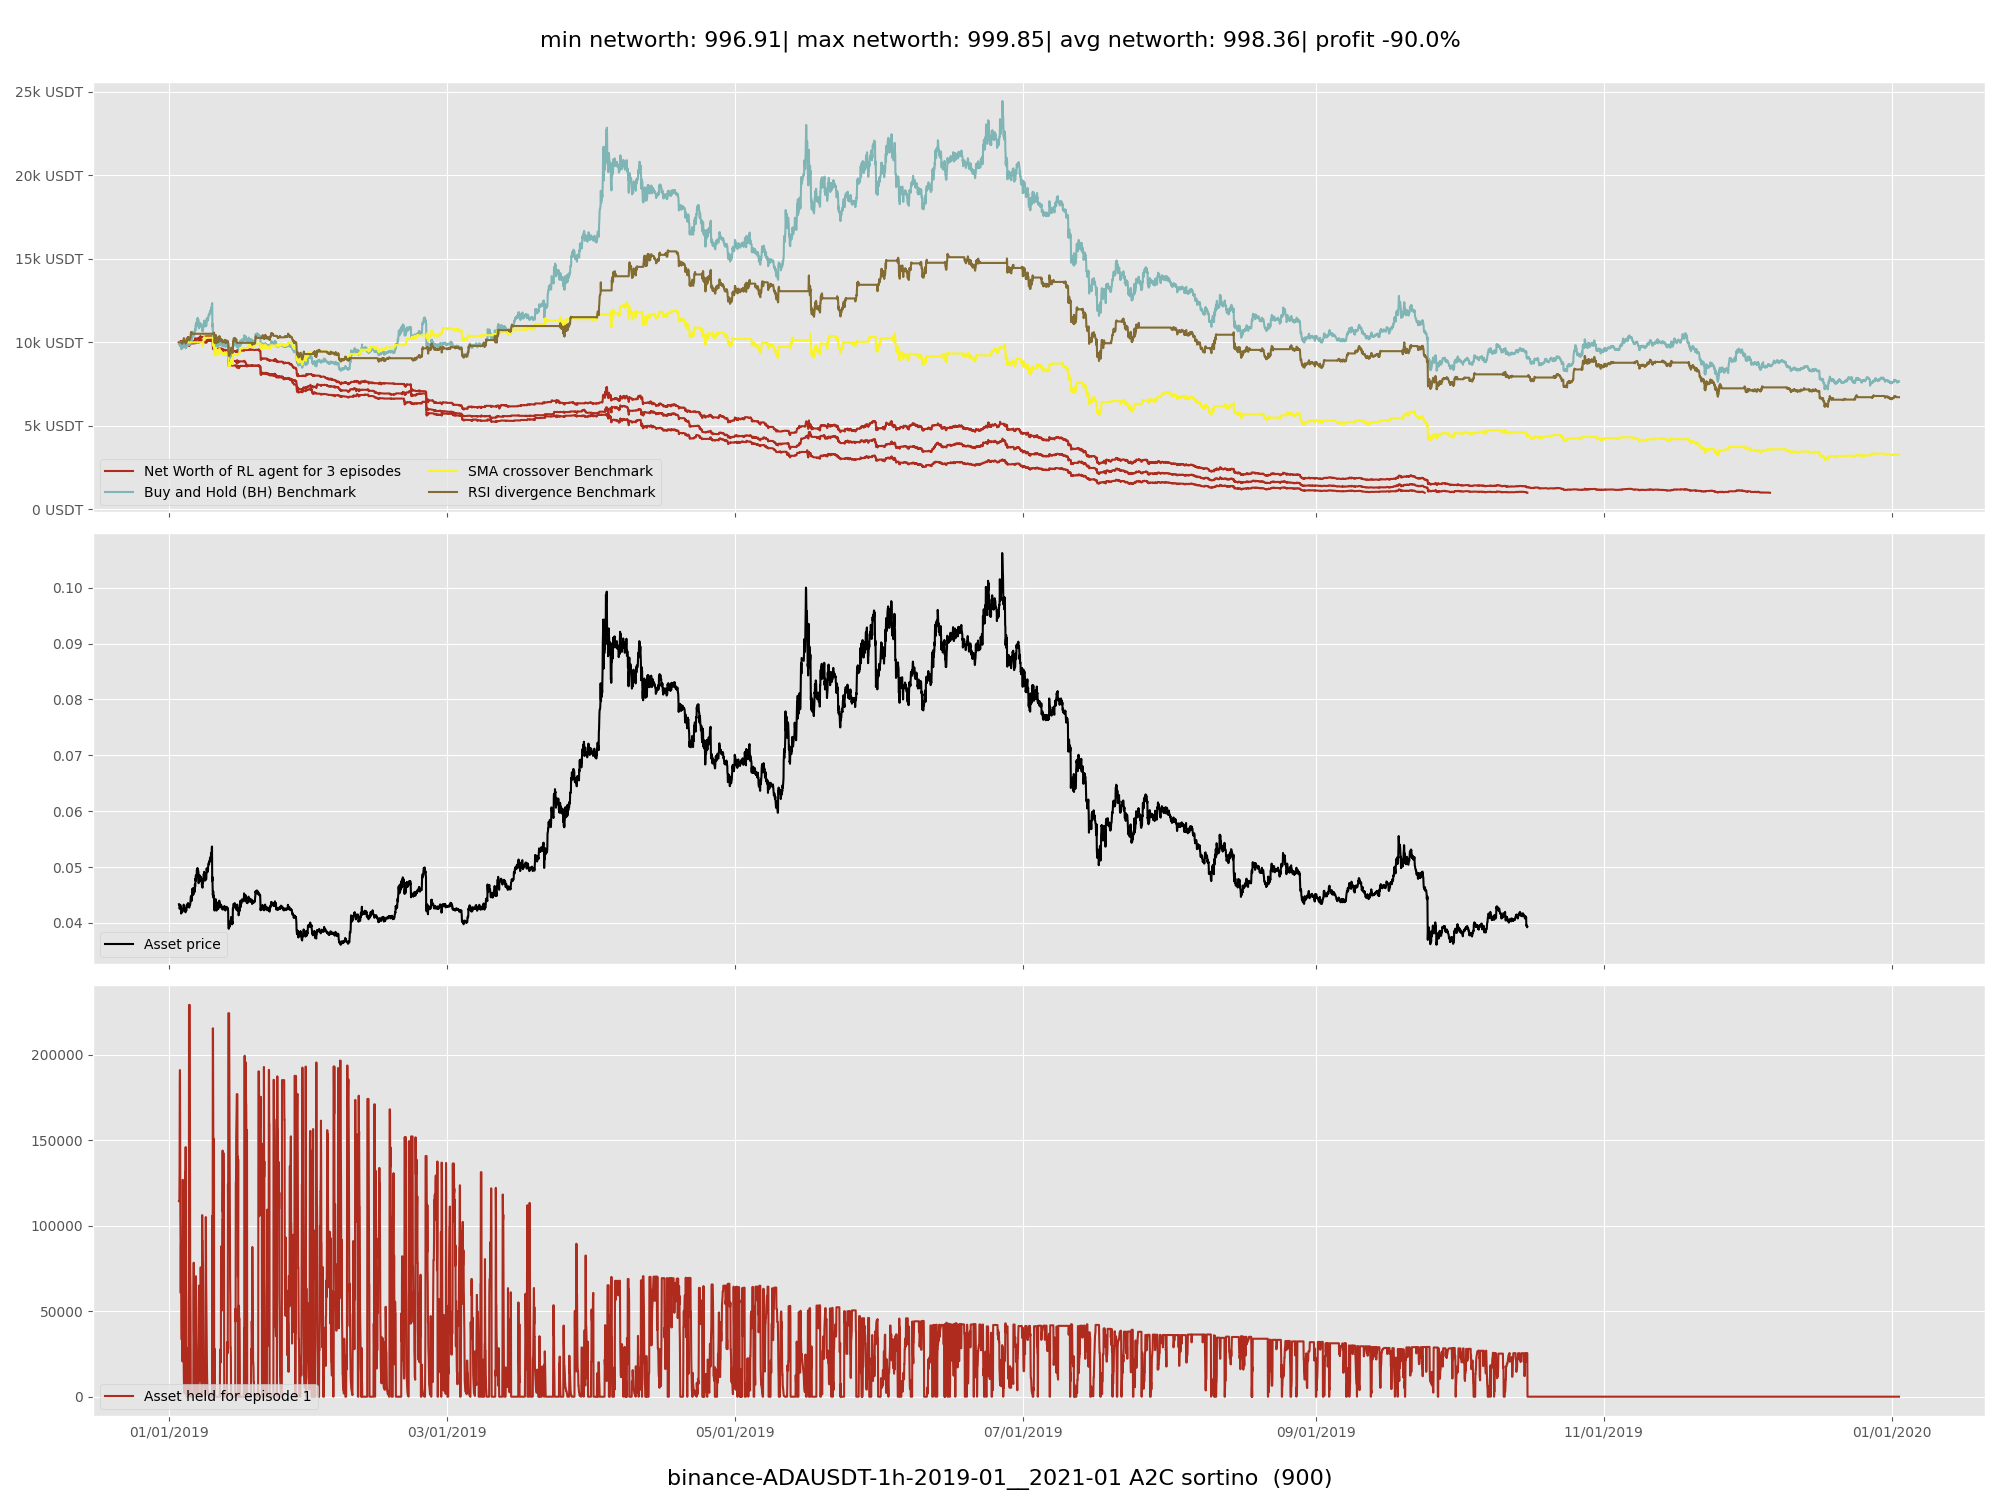 min networth: 996.91| max networth: 999.85| avg networth: 998.36| profit -90.0%
25k USDT
20k USDT
15k USDT
10k USDT
5k USDT
0 USDT
Net Worth of RL agent for 3 episodes
Buy and Hold (BH) Benchmark
SMA crossover Benchmark
RSI divergence Benchmark
0.10
0.09
0.08
0.07
0.06
0.05
0.04
Asset price
200000
150000
100000
50000
0
Asset held for episode 1
01/01/2019
03/01/2019
05/01/2019
07/01/2019
09/01/2019
11/01/2019
01/01/2020
binance-ADAUSDT-1h-2019-01__2021-01 A2C sortino (900)